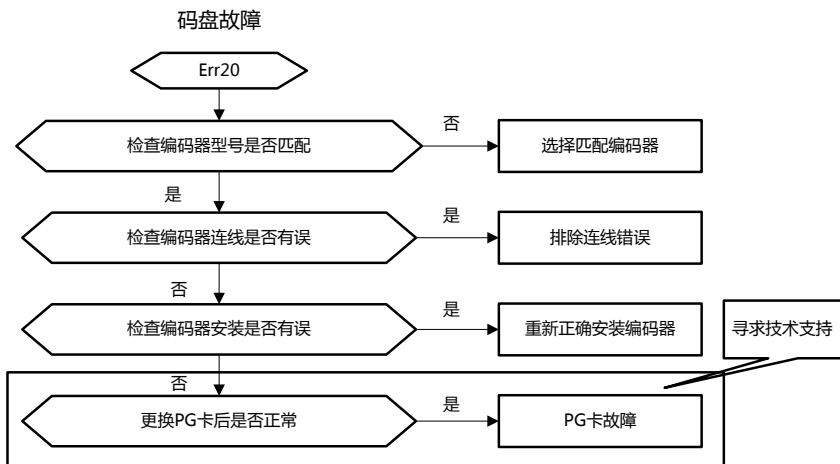 码盘故障
Err20
检查编码器型号是否匹配
否
选择匹配编码器
是
检查编码器连线是否有误
是
排除连线错误
否
检查编码器安装是否有误
是
重新正确安装编码器
寻求技术支持
否
更换PG卡后是否正常
是
PG卡故障